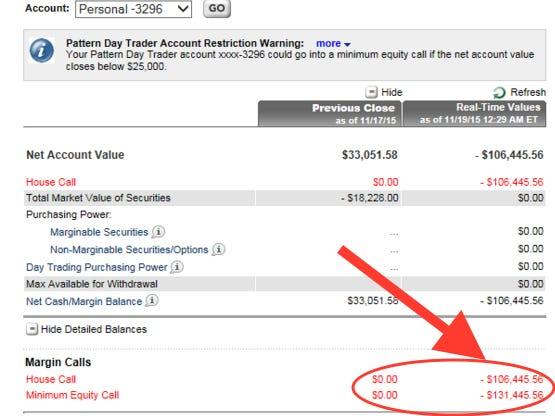 Account: Personal -3296 GO
Pattern Day Trader Account Restriction Warning: more
Your Pattern Day Trader account xxxx-3296 could go into a minimum equity call if the net account value
closes below $25,000.
Hide Refresh
Previous Close Real-Time Values
as of 11/17/15 as of 11/19/15 12:29 AM ET
Net Account Value $33,051.58 - $106,445.56
House Call $0.00 - $106,445.56
Total Market Value of Securities - $18,228.00 $0.00
Purchasing Power:
Marginable Securities ... $0.00
Non-Marginable Securities/Options ... $0.00
Day Trading Purchasing Power ... $0.00
Max Available for Withdrawal $0.00
Net Cash/Margin Balance $33,051.58 - $106,445.56
Hide Detailed Balances
Margin Calls
House Call $0.00 - $106,445.56
Minimum Equity Call $0.00 - $131,445.56